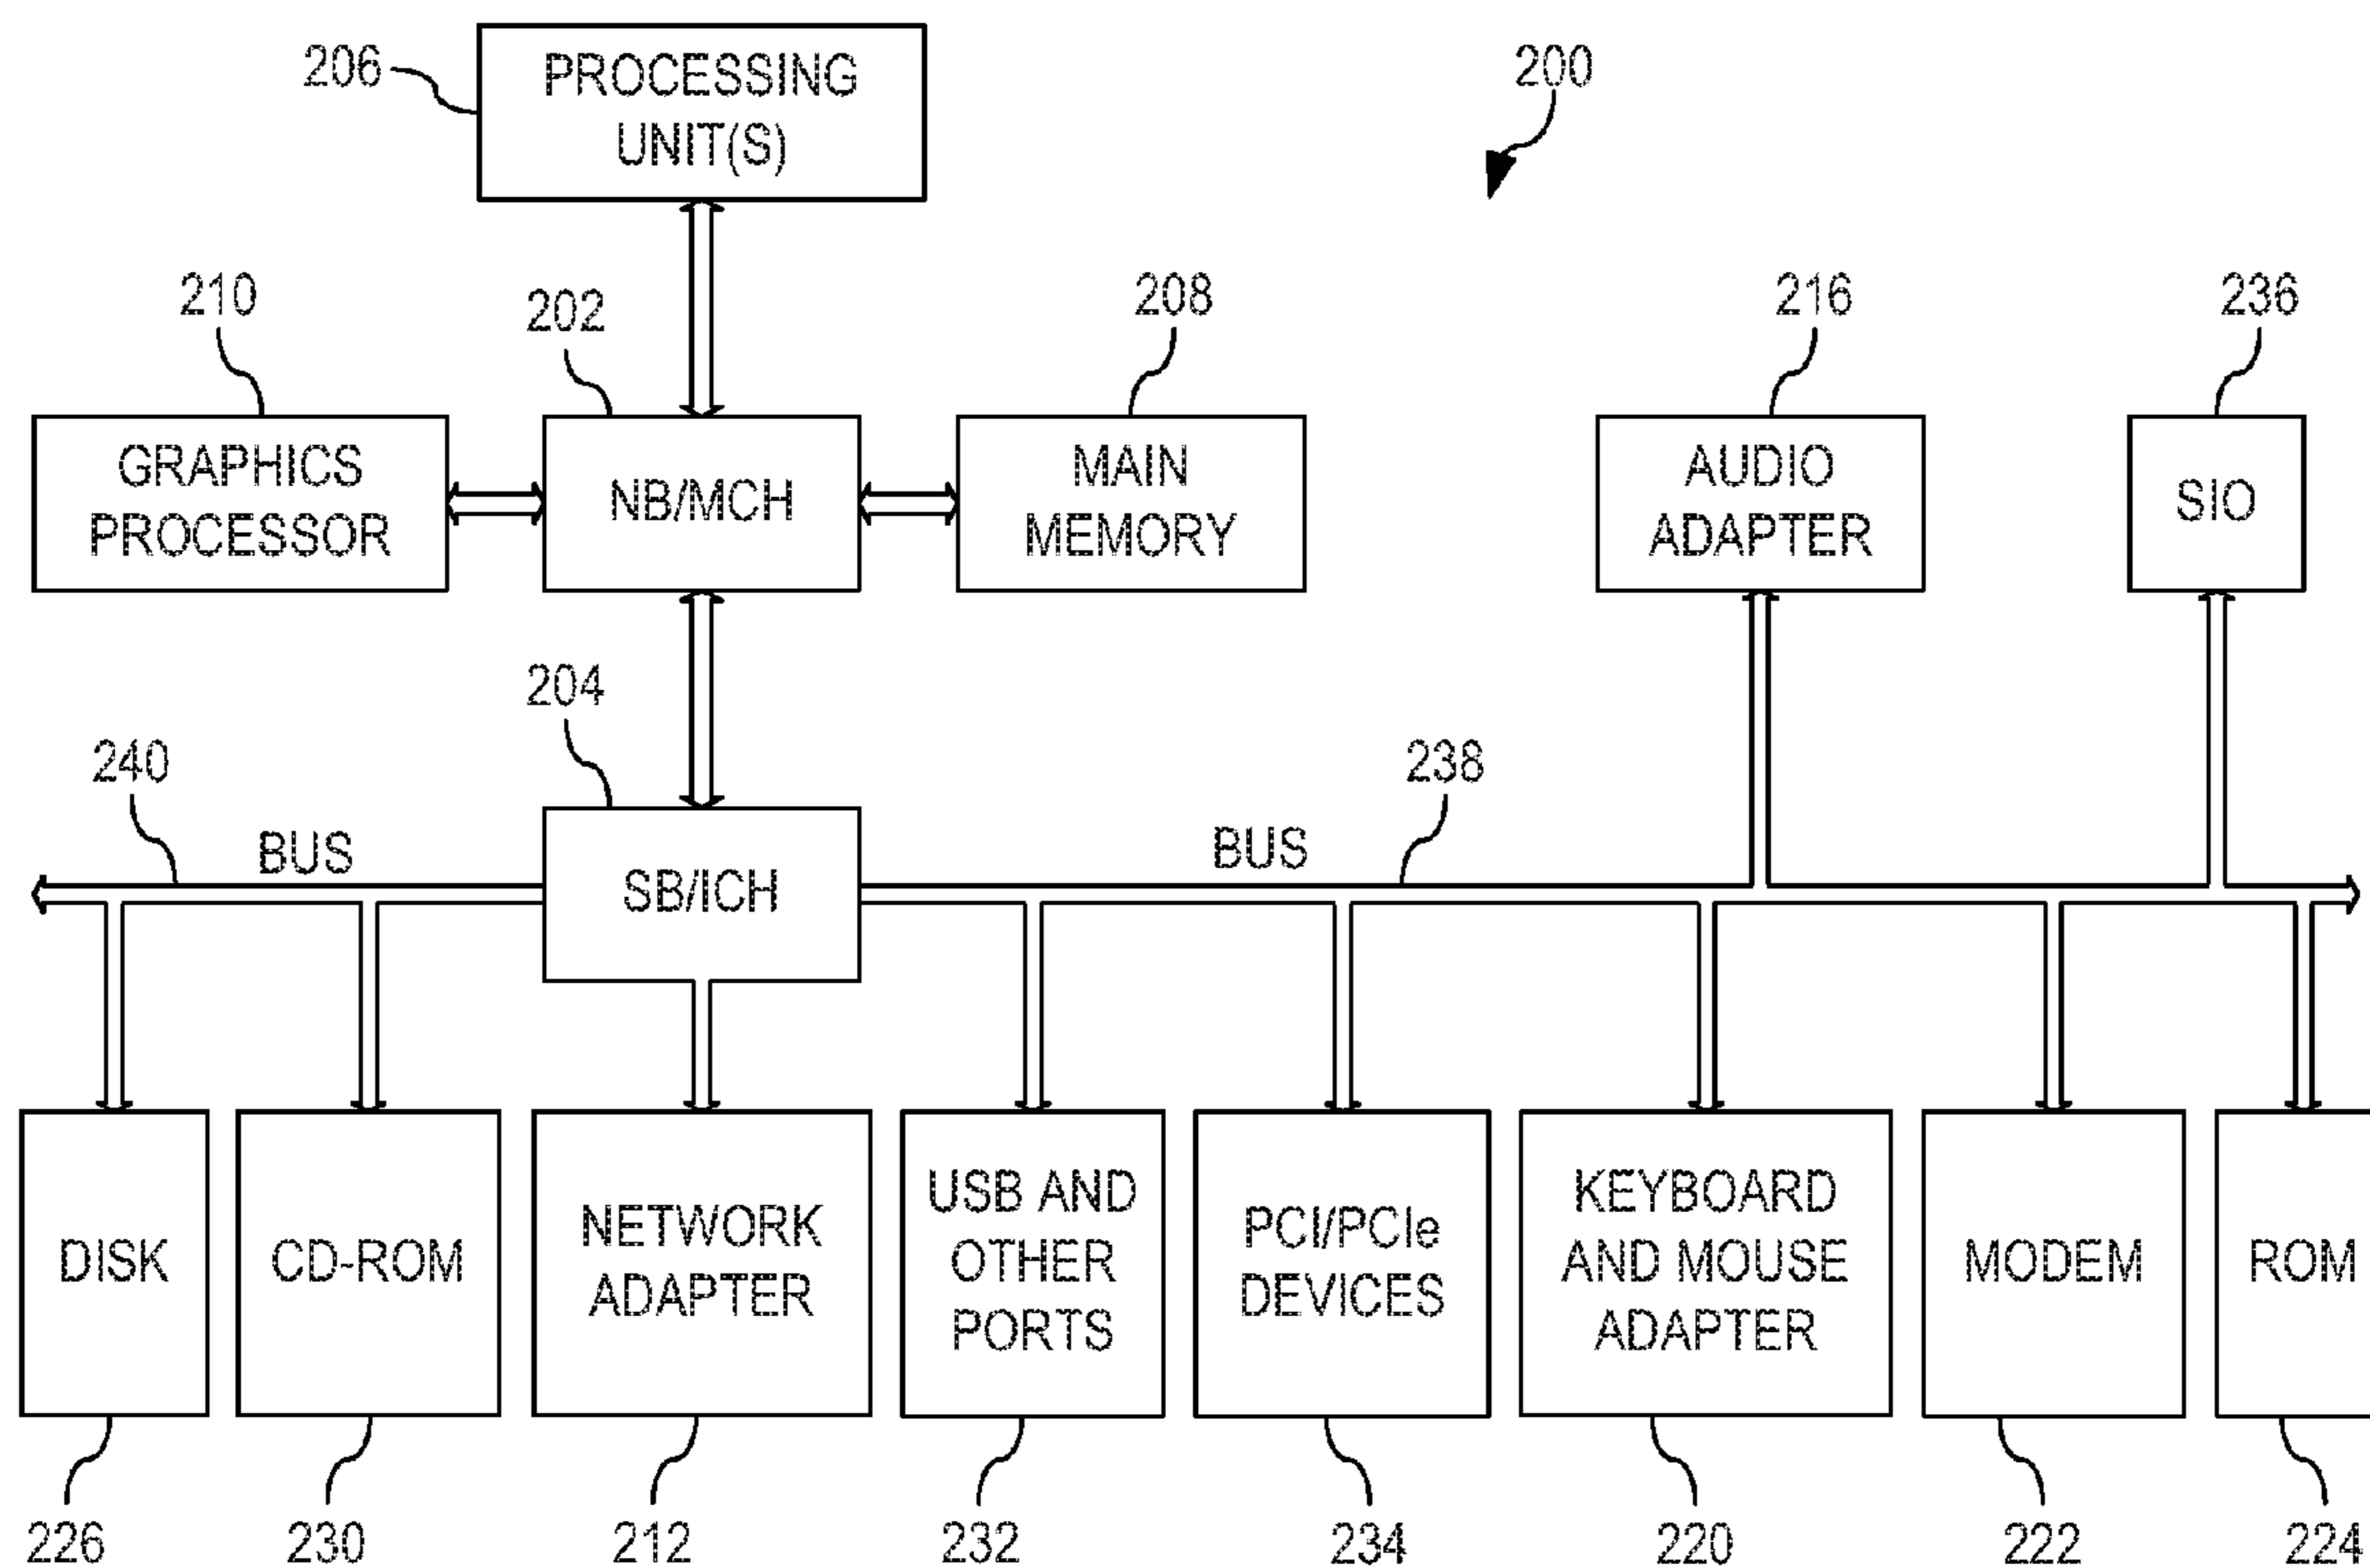 206
PROCESSING
UNIT(S)
200
210
202
208
216
236
GRAPHICS
PROCESSOR
NB/MCH
MAIN
MEMORY
AUDIO
ADAPTER
SIO
204
240
238
BUS
BUS
SB/ICH
DISK
CD-ROM
NETWORK
ADAPTER
USB AND
OTHER
PORTS
PCI/PCIe
DEVICES
KEYBOARD
AND MOUSE
ADAPTER
MODEM
ROM
226
230
212
232
234
220
222
224